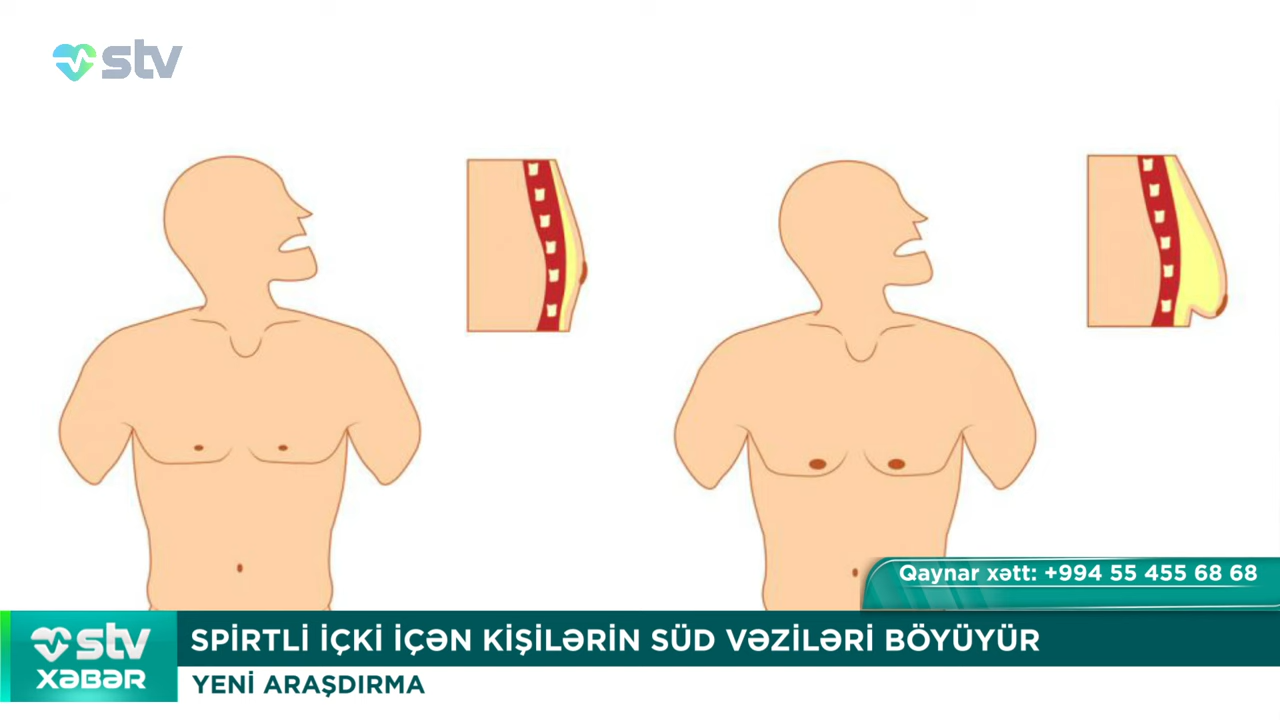 stv
Qaynar xətt: +994 55 455 68 68
stv
XƏBƏR
SPİRTLİ İÇKİ İÇƏN KİŞİLƏRİN SÜD VƏZİLƏRİ BÖYÜYÜR
YENİ ARAŞDIRMA